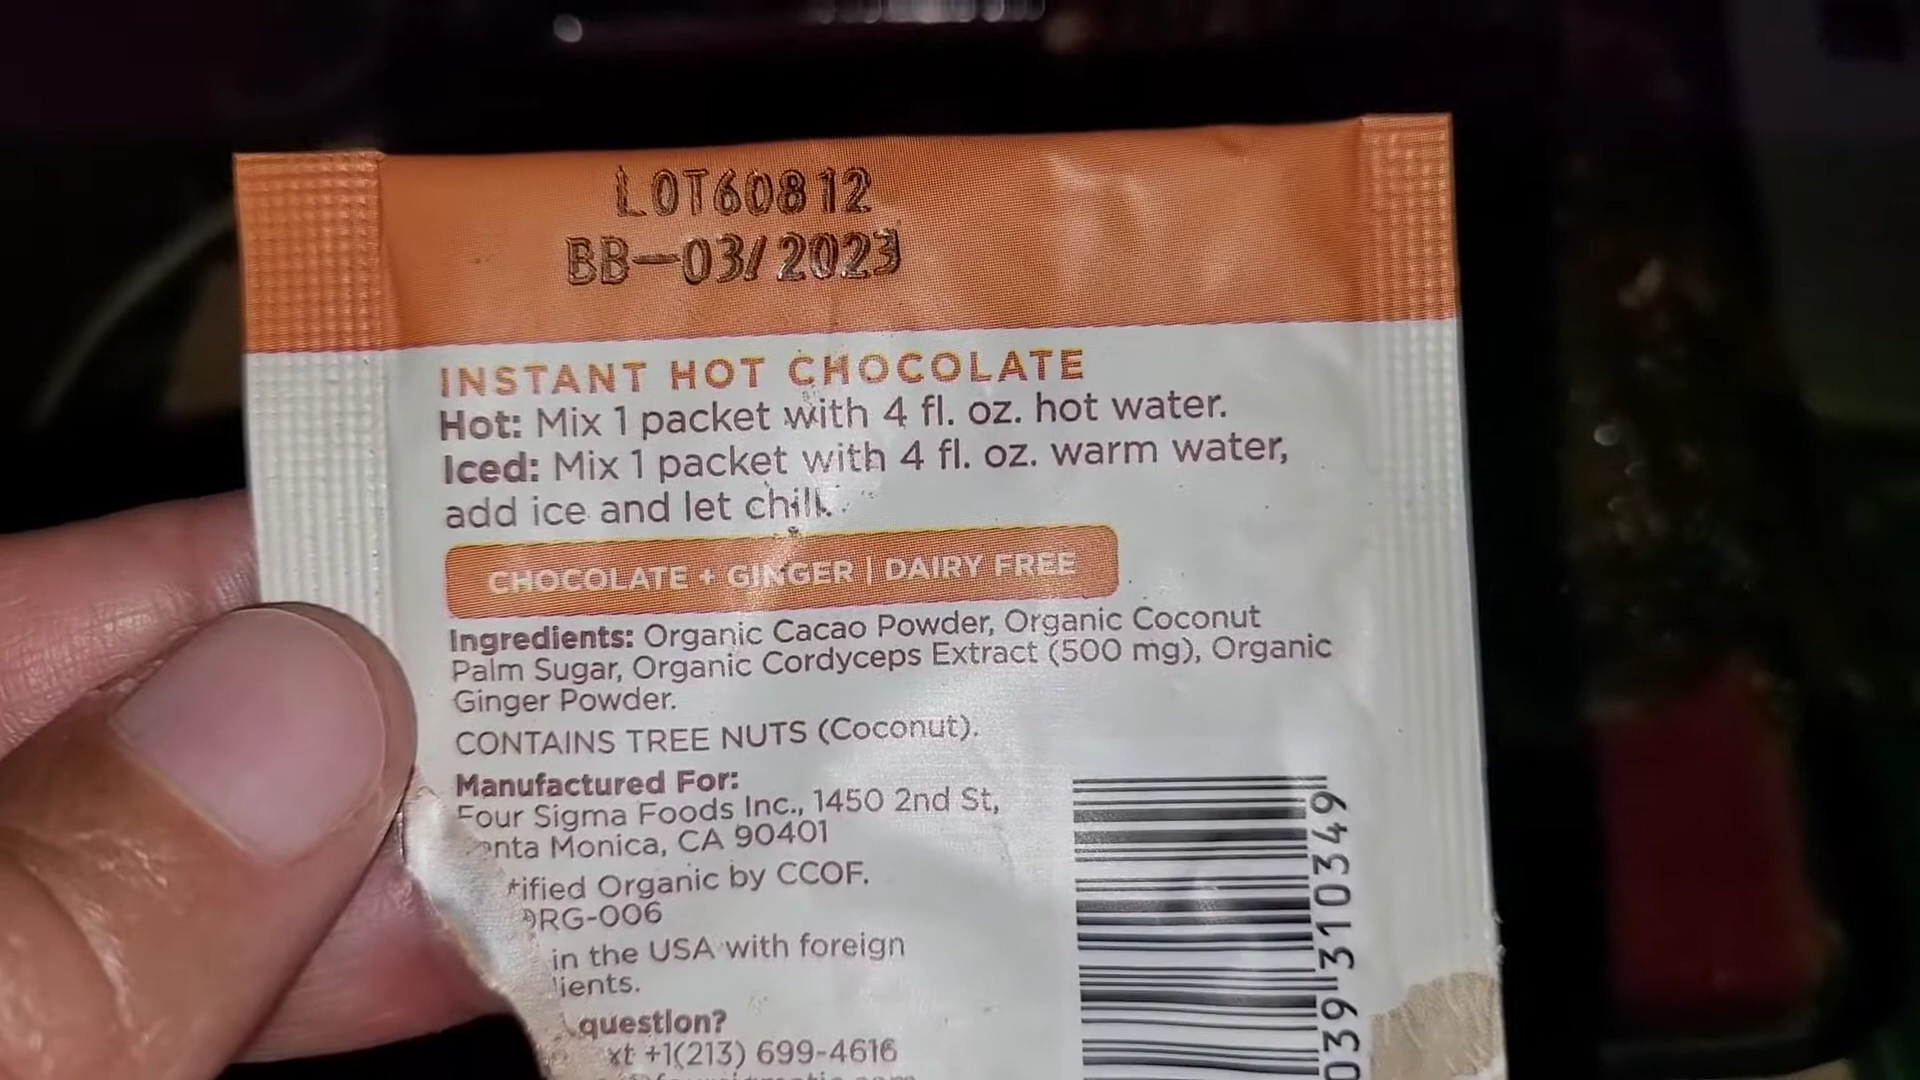 LOT60812
BB-03/2023
INSTANT HOT CHOCOLATE
Hot: Mix 1 packet with 4 fl. oz. hot water.
Iced: Mix 1 packet with 4 fl. oz. warm water,
add ice and let chill.
CHOCOLATE + GINGER | DAIRY FREE
Ingredients: Organic Cacao Powder, Organic Coconut
Palm Sugar, Organic Cordyceps Extract (500 mg), Organic
Ginger Powder.
CONTAINS TREE NUTS (Coconut).
Manufactured For:
Four Sigma Foods Inc., 1450 2nd St,
Monica, CA 90401
Organic by CCOF.
RG-006
in the USA with foreign
question?
+1(213) 699-4616
039 310349